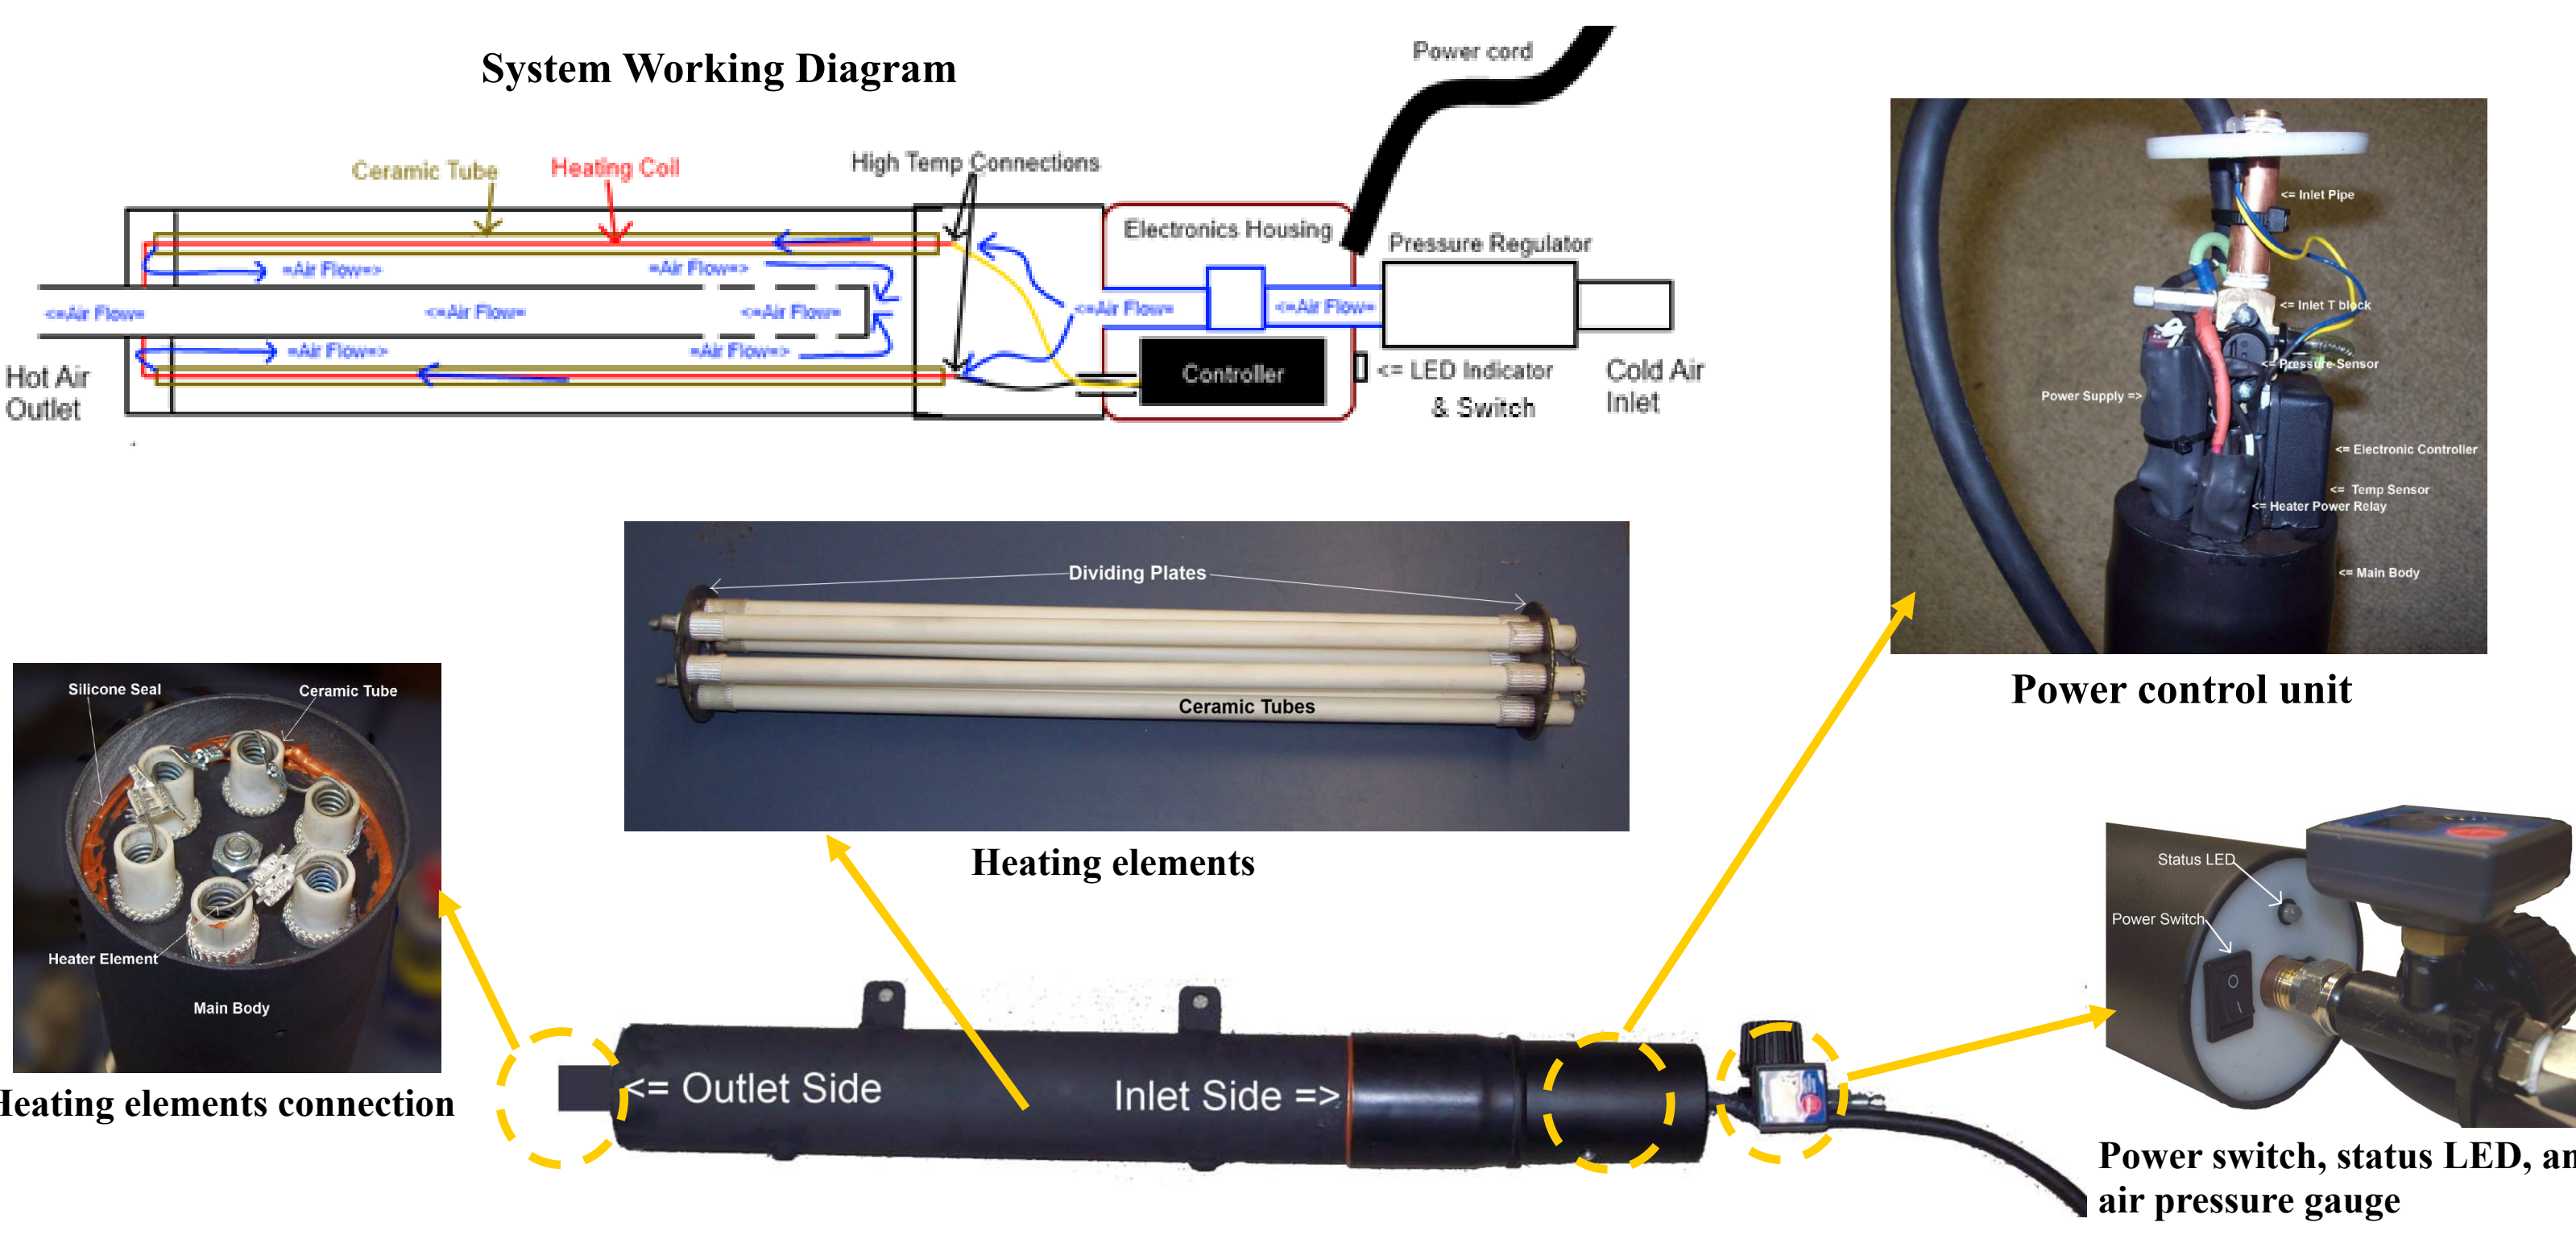 System Working Diagram
Power cord
Ceramic Tube
Heating Coil
High Temp Connections
Electronics Housing
Pressure Regulator
=Air Flow=>
=Air Flow=>
<=Air Flow=
<=Air Flow=
<=Air Flow=
<=Air Flow=
<=Air Flow=
=Air Flow=>
=Air Flow=>
Hot Air
Outlet
Controller
<= LED Indicator
& Switch
Cold Air
Inlet
<= Inlet Pipe
<= Inlet T block
<= Pressure Sensor
Power Supply =>
<= Electronic Controller
<= Temp Sensor
<= Heater Power Relay
<= Main Body
Power control unit
Dividing Plates
Ceramic Tubes
Heating elements
Silicone Seal
Ceramic Tube
Heater Element
Main Body
Heating elements connection
<= Outlet Side
Inlet Side =>
Status LED
Power Switch
Power switch, status LED, an
air pressure gauge